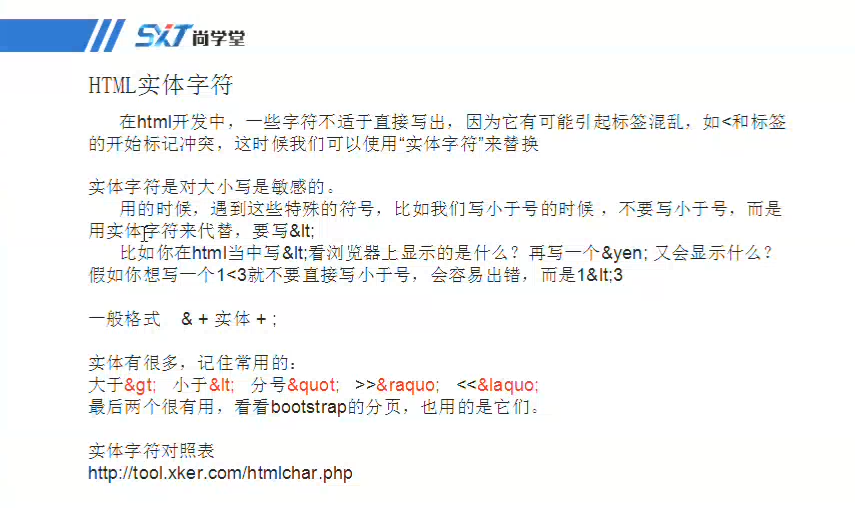 SXT尚学堂
HTML实体字符
在html开发中，一些字符不适于直接写出，因为它有可能引起标签混乱，如<和标签
的开始标记冲突，这时候我们可以使用“实体字符”来替换
实体字符是对大小写是敏感的。
用的时候，遇到这些特殊的符号，比如我们写小于号的时候 ，不要写小于号，而是
用实体字符来代替，要写&lt;
比如你在html当中写&lt;看浏览器上显示的是什么？再写一个&yen; 又会显示什么？
假如你想写一个1<3就不要直接写小于号，会容易出错，而是1&lt;3
一般格式 & + 实体 + ;
实体有很多，记住常用的：
大于&gt; 小于&lt; 分号&quot; >>&raquo; <<&laquo;
最后两个很有用，看看bootstrap的分页，也用的是它们。
实体字符对照表
http://tool.xker.com/htmlchar.php